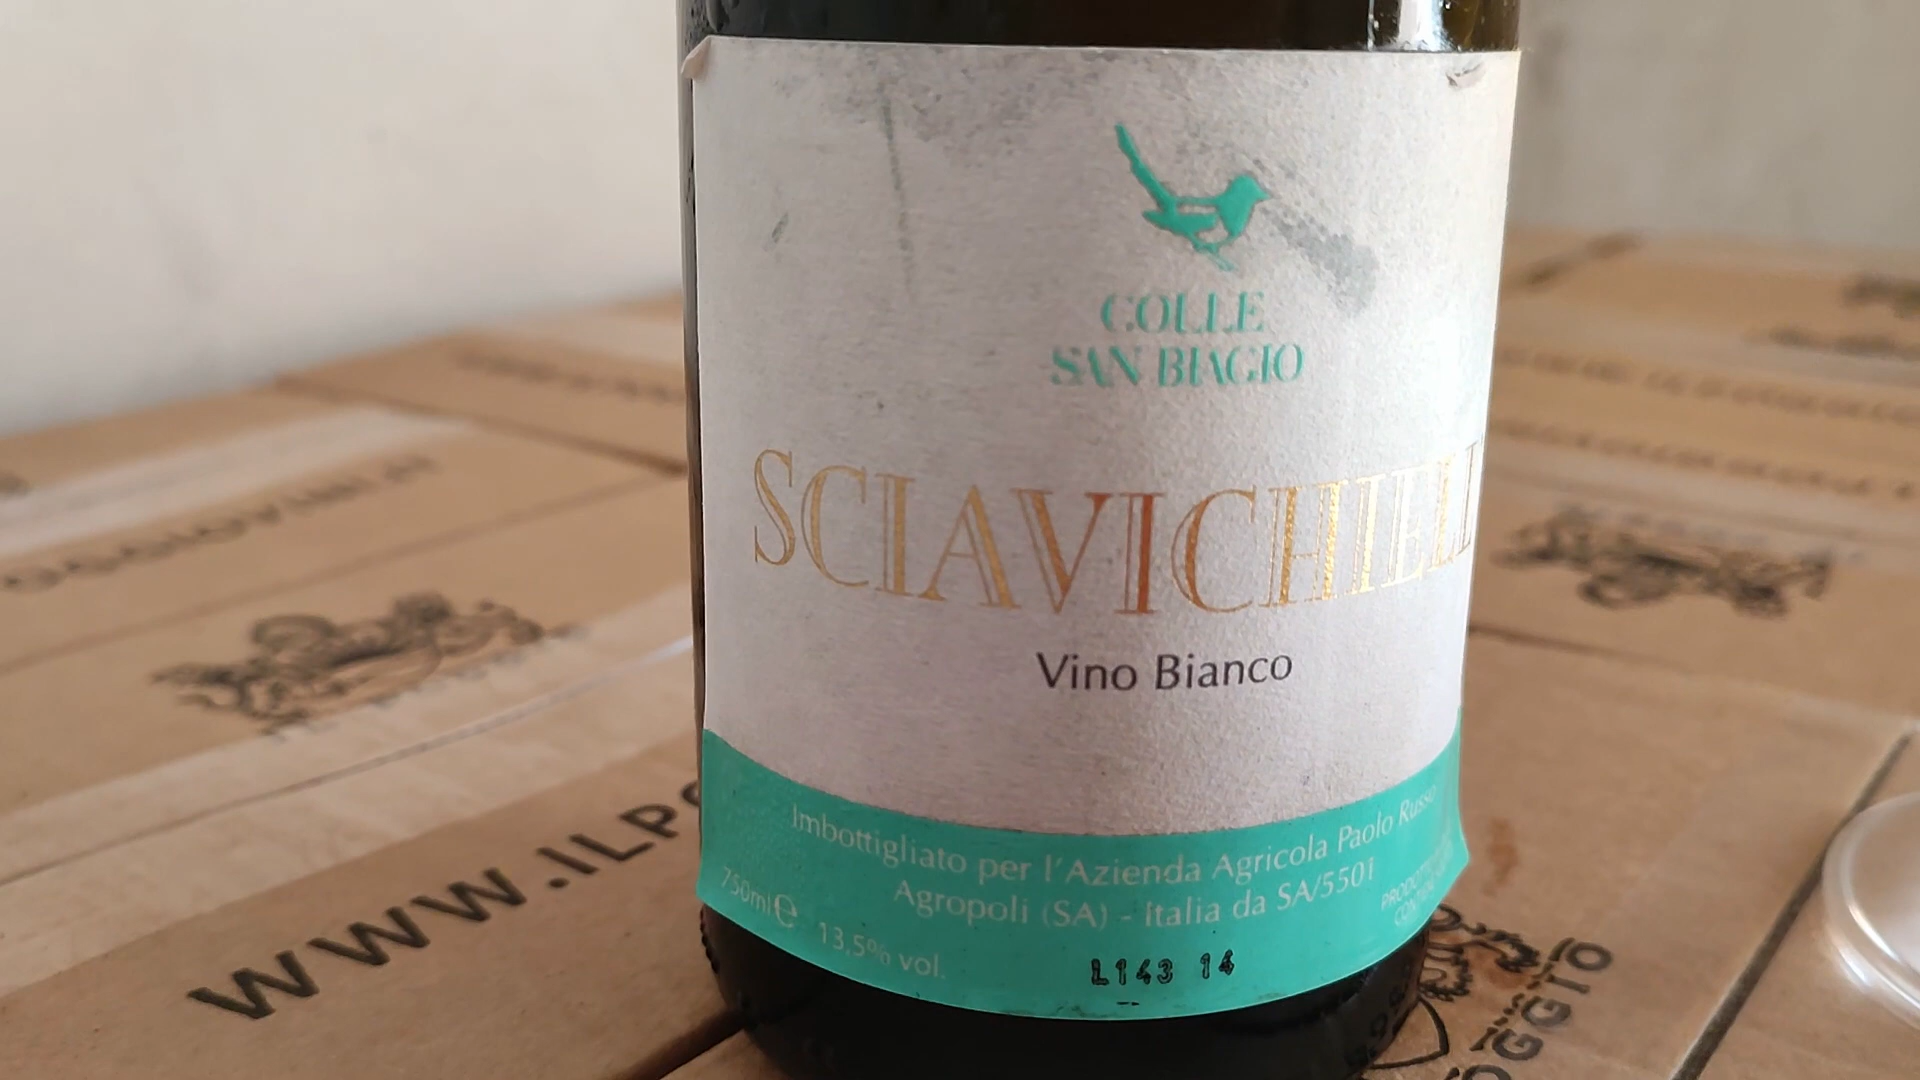 COLLE
SAN BIAGIO
SCIAVICHIELL
Vino Bianco
Imbottigliato per l'Azienda Agricola Paolo Russo
Agropoli (SA) - Italia da SA/5501
750ml e 13,5% vol.
L143 14
WWW.ILPO